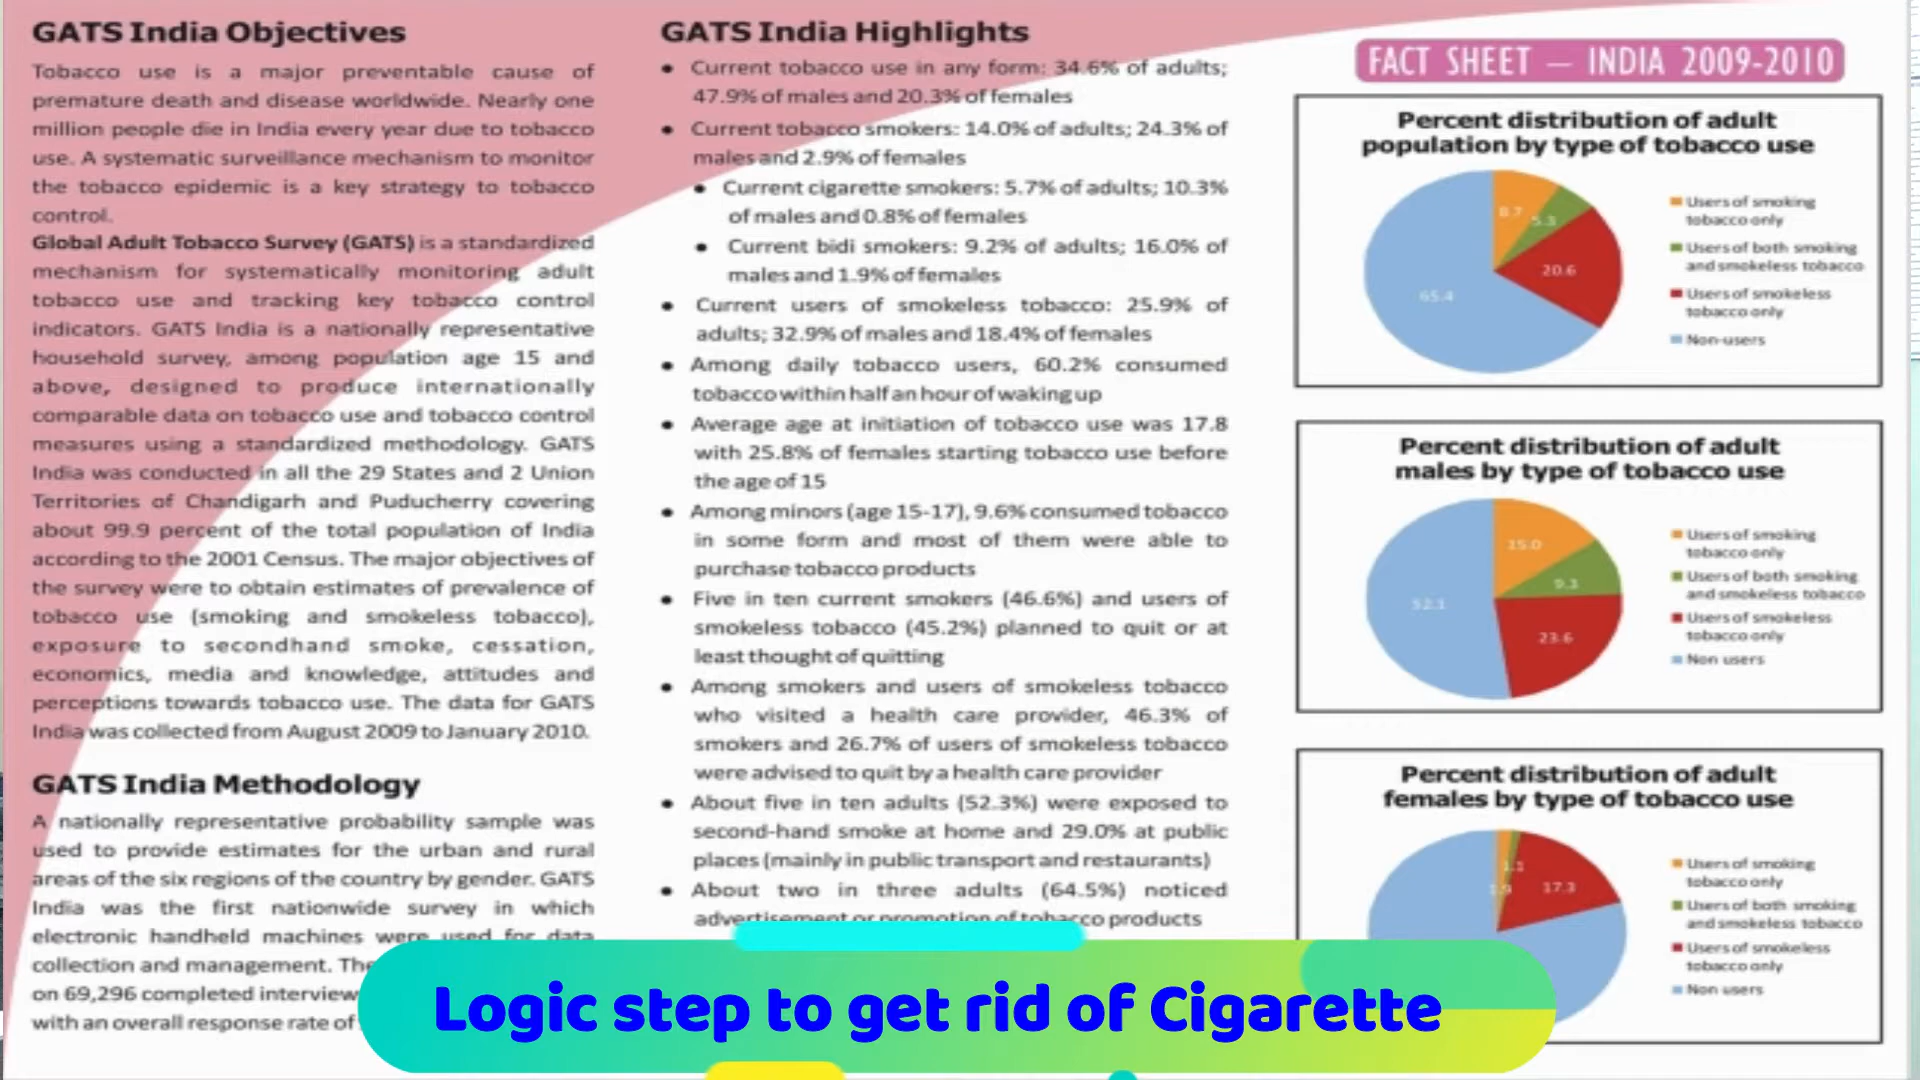 GATS India Objectives
Tobacco use is a major preventable cause of
premature death and disease worldwide. Nearly one
million people die in India every year due to tobacco
use. A systematic surveillance mechanism to monitor
the tobacco epidemic is a key strategy to tobacco
control.
Global Adult Tobacco Survey (GATS) is a standardized
mechanism for systematically monitoring adult
tobacco use and tracking key tobacco control
indicators. GATS India is a nationally representative
household survey, among population age 15 and
above, designed to produce internationally
comparable data on tobacco use and tobacco control
measures using a standardized methodology. GATS
India was conducted in all the 29 States and 2 Union
Territories of Chandigarh and Puducherry covering
about 99.9 percent of the total population of India
according to the 2001 Census. The major objectives of
the survey were to obtain estimates of prevalence of
tobacco use (smoking and smokeless tobacco),
exposure to secondhand smoke, cessation,
economics, media and knowledge, attitudes and
perceptions towards tobacco use. The data for GATS
India was collected from August 2009 to January 2010.
GATS India Methodology
A nationally representative probability sample was
used to provide estimates for the urban and rural
areas of the six regions of the country by gender. GATS
India was the first nationwide survey in which
electronic handheld machines were used for data
collection and management. The
on 69,296 completed interview
with an overall response rate of
GATS India Highlights
• Current tobacco use in any form: 34.6% of adults;
47.9% of males and 20.3% of females
• Current tobacco smokers: 14.0% of adults; 24.3% of
males and 2.9% of females
• Current cigarette smokers: 5.7% of adults; 10.3%
of males and 0.8% of females
• Current bidi smokers: 9.2% of adults; 16.0% of
males and 1.9% of females
• Current users of smokeless tobacco: 25.9% of
adults; 32.9% of males and 18.4% of females
• Among daily tobacco users, 60.2% consumed
tobacco within half an hour of waking up
• Average age at initiation of tobacco use was 17.8
with 25.8% of females starting tobacco use before
the age of 15
• Among minors (age 15-17), 9.6% consumed tobacco
in some form and most of them were able to
purchase tobacco products
• Five in ten current smokers (46.6%) and users of
smokeless tobacco (45.2%) planned to quit or at
least thought of quitting
• Among smokers and users of smokeless tobacco
who visited a health care provider, 46.3% of
smokers and 26.7% of users of smokeless tobacco
were advised to quit by a health care provider
• About five in ten adults (52.3%) were exposed to
second-hand smoke at home and 29.0% at public
places (mainly in public transport and restaurants)
• About two in three adults (64.5%) noticed
advertisement or promotion of tobacco products
FACT SHEET — INDIA 2009-2010
Percent distribution of adult
population by type of tobacco use
8.7
5.3
20.6
65.4
Users of smoking
tobacco only
Users of both smoking
and smokeless tobacco
Users of smokeless
tobacco only
Non-users
Percent distribution of adult
males by type of tobacco use
15.0
9.3
23.6
52.1
Users of smoking
tobacco only
Users of both smoking
and smokeless tobacco
Users of smokeless
tobacco only
Non users
Percent distribution of adult
females by type of tobacco use
1.1
1.9
17.3
Users of smoking
tobacco only
Users of both smoking
and smokeless tobacco
Users of smokeless
tobacco only
Non users
Logic step to get rid of Cigarette